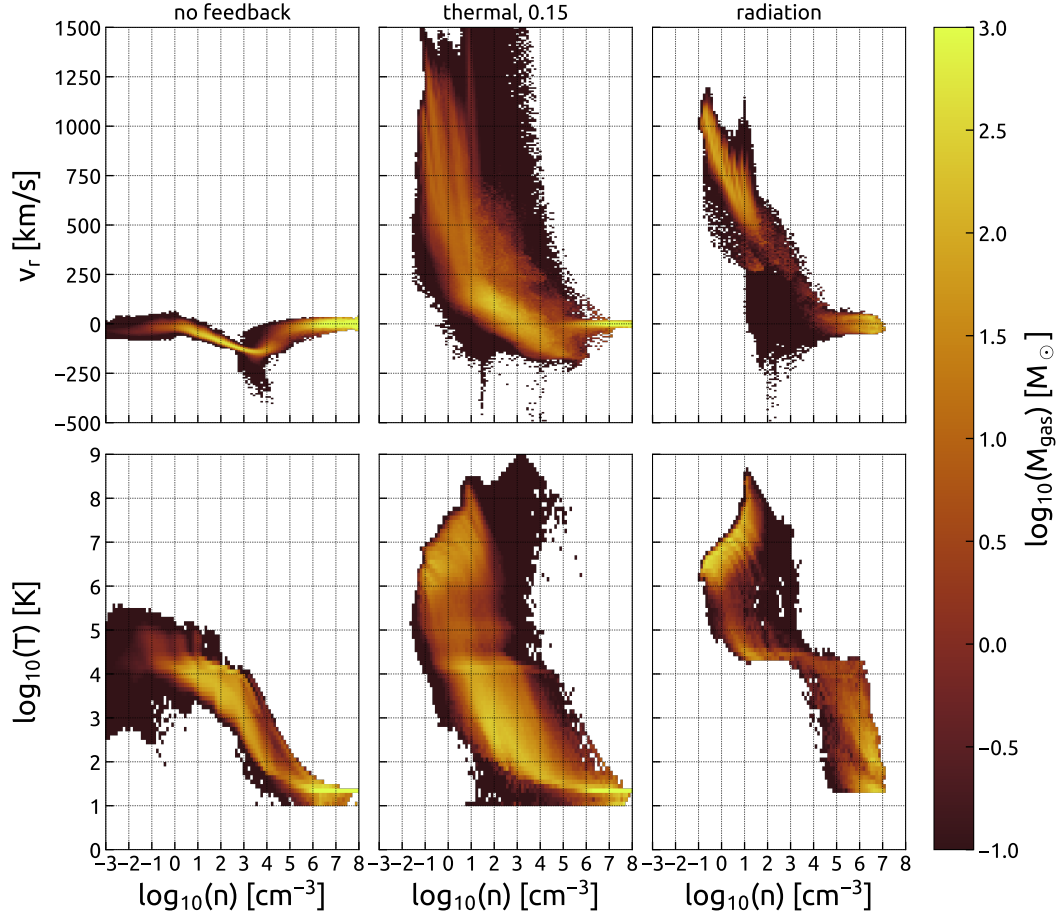 no feedback
thermal, 0.15
radiation
1500
1250
1000
750
500
250
0
−250
−500
v_r [km/s]
9
8
7
6
5
4
3
2
1
0
log₁₀(T) [K]
−3 −2 −1 0 1 2 3 4 5 6 7 8
−3 −2 −1 0 1 2 3 4 5 6 7 8
−3 −2 −1 0 1 2 3 4 5 6 7 8
log₁₀(n) [cm⁻³]
log₁₀(n) [cm⁻³]
log₁₀(n) [cm⁻³]
3.0
2.5
2.0
1.5
1.0
0.5
0.0
−0.5
−1.0
log₁₀(M_gas) [M_⊙]